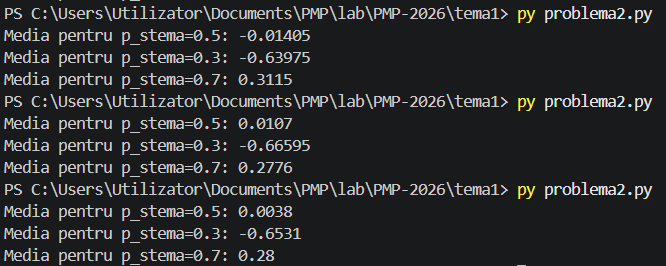 PS C:\Users\Utilizator\Documents\PMP\lab\PMP-2026\tema1> py problema2.py
Media pentru p_stema=0.5: -0.01405
Media pentru p_stema=0.3: -0.63975
Media pentru p_stema=0.7: 0.3115
PS C:\Users\Utilizator\Documents\PMP\lab\PMP-2026\tema1> py problema2.py
Media pentru p_stema=0.5: 0.0107
Media pentru p_stema=0.3: -0.66595
Media pentru p_stema=0.7: 0.2776
PS C:\Users\Utilizator\Documents\PMP\lab\PMP-2026\tema1> py problema2.py
Media pentru p_stema=0.5: 0.0038
Media pentru p_stema=0.3: -0.6531
Media pentru p_stema=0.7: 0.28